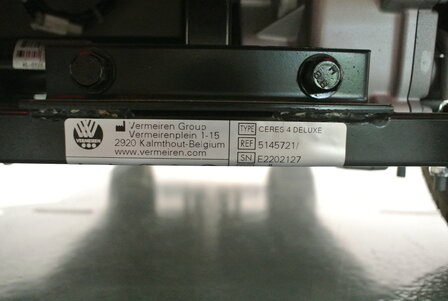 VERMEIREN
Vermeiren Group
Vermeirenplein 1-15
2920 Kalmthout-Belgium
www.vermeiren.com
TYPE CERES 4 DELUXE
REF 5145721/
SN E2202127